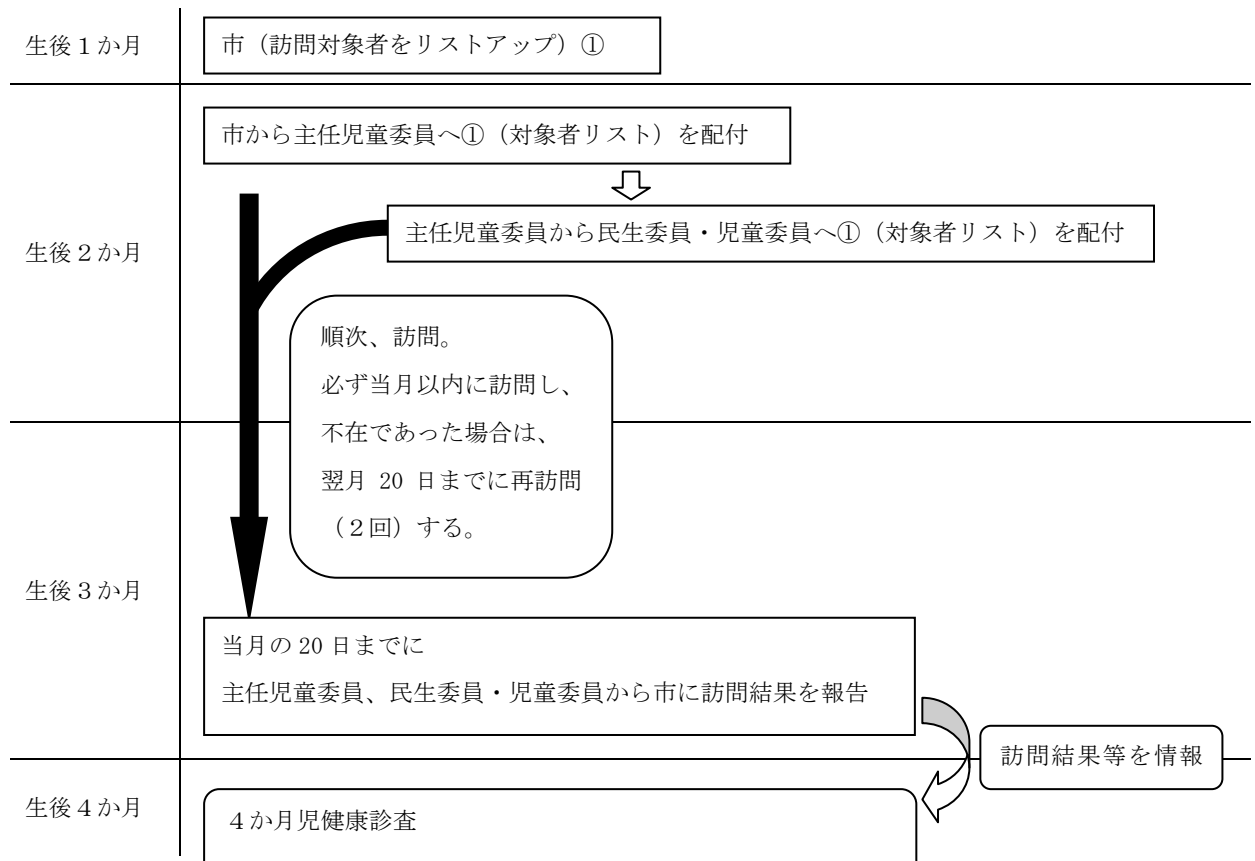 生後１か月
市（訪問対象者をリストアップ）①
生後２か月
市から主任児童委員へ①（対象者リスト）を配付
主任児童委員から民生委員・児童委員へ①（対象者リスト）を配付
順次、訪問。
必ず当月以内に訪問し、
不在であった場合は、
翌月 20 日までに再訪問
（２回）する。
生後３か月
当月の 20 日までに
主任児童委員、民生委員・児童委員から市に訪問結果を報告
訪問結果等を情報
生後４か月
４か月児健康診査